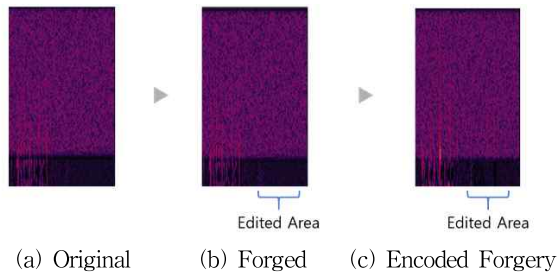 Edited Area
Edited Area
(a) Original
(b) Forged
(c) Encoded Forgery